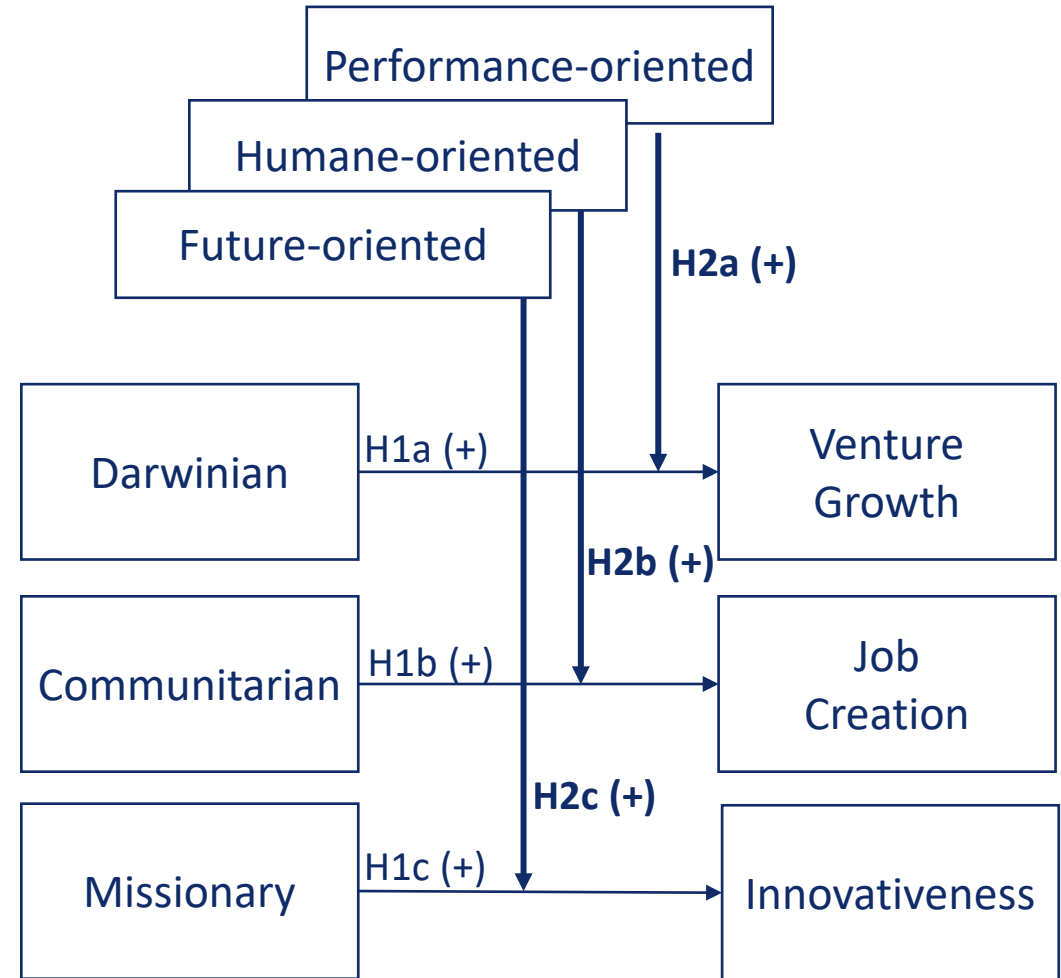 Performance-oriented
Humane-oriented
Future-oriented
H2a (+)
Darwinian
H1a (+)
Venture
Growth
H2b (+)
Communitarian
H1b (+)
Job
Creation
H2c (+)
Missionary
H1c (+)
Innovativeness